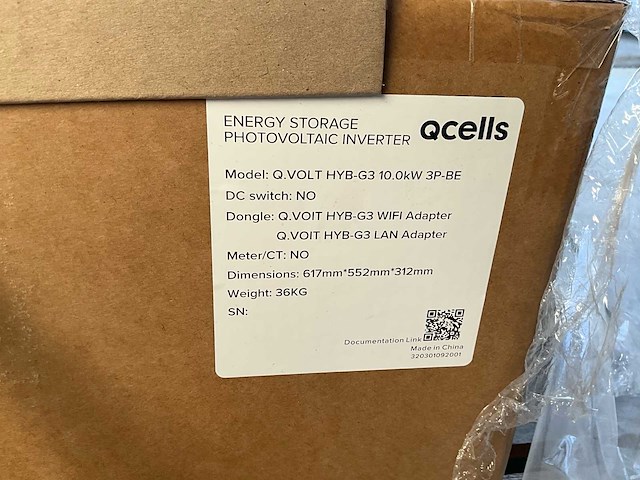 ENERGY STORAGE
PHOTOVOLTAIC INVERTER
Qcells
Model: Q.VOLT HYB-G3 10.0kW 3P-BE
DC switch: NO
Dongle: Q.VOIT HYB-G3 WIFI Adapter
Q.VOIT HYB-G3 LAN Adapter
Meter/CT: NO
Dimensions: 617mm*552mm*312mm
Weight: 36KG
SN:
Documentation Link
Made in China
320301092001